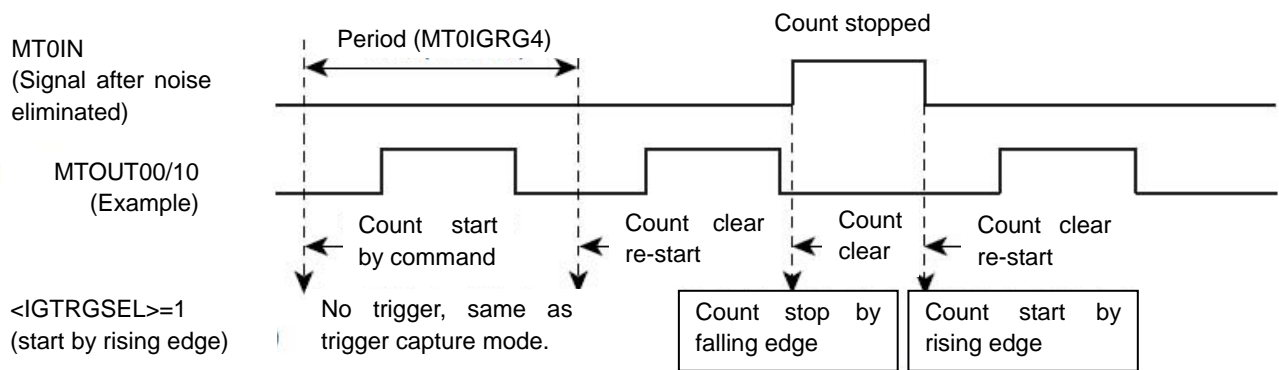 Count stopped
MT0IN
(Signal after noise
eliminated)
Period (MT0IGRG4)
MTOUT00/10
(Example)
Count start
by command
Count clear
re-start
Count
clear
Count clear
re-start
<IGTRGSEL>=1
(start by rising edge)
No trigger, same as
trigger capture mode.
Count stop by
falling edge
Count start by
rising edge